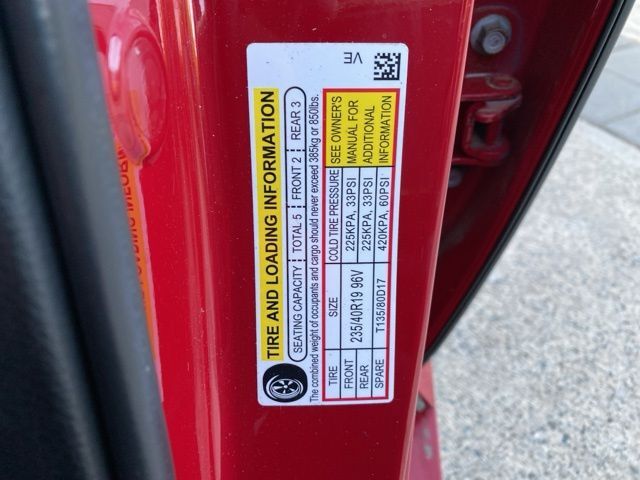 VE
TIRE AND LOADING INFORMATION
SEATING CAPACITY TOTAL 5 FRONT 2 REAR 3
The combined weight of occupants and cargo should never exceed 385kg or 850lbs.
TIRE SIZE COLD TIRE PRESSURE SEE OWNER'S
FRONT 235/40R19 96V 225KPA, 33PSI MANUAL FOR
REAR 225KPA, 33PSI ADDITIONAL
SPARE T135/80D17 420KPA, 60PSI INFORMATION